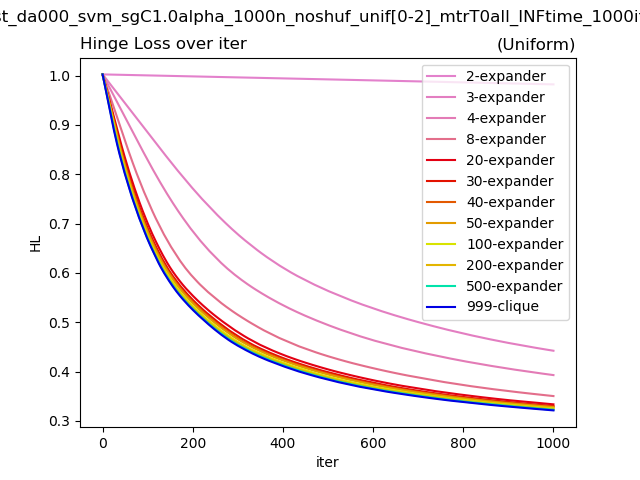 st_da000_svm_sgC1.0alpha_1000n_noshuf_unif[0-2]_mtrT0all_INFtime_1000it
Hinge Loss over iter
(Uniform)
1.0
0.9
0.8
0.7
0.6
0.5
0.4
0.3
HL
0
200
400
600
800
1000
iter
2-expander
3-expander
4-expander
8-expander
20-expander
30-expander
40-expander
50-expander
100-expander
200-expander
500-expander
999-clique